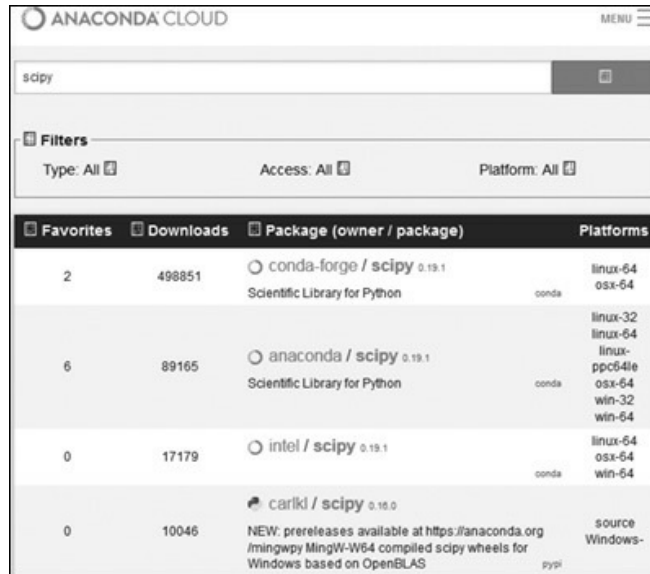 ANACONDA CLOUD
MENU
scipy
Filters
Type: All
Access: All
Platform: All
Favorites Downloads Package (owner / package) Platforms
2 498851 conda-forge / scipy 0.19.1
Scientific Library for Python
conda
linux-64
osx-64
6 89165 anaconda / scipy 0.19.1
Scientific Library for Python
conda
linux-32
linux-64
linux-
ppc64le
osx-64
win-32
win-64
0 17179 intel / scipy 0.19.1
conda
linux-64
osx-64
win-64
0 10046 carlkl / scipy 0.16.0
NEW: prereleases available at https://anaconda.org
/mingwpy MingW-W64 compiled scipy wheels for
Windows based on OpenBLAS
pypi
source
Windows-